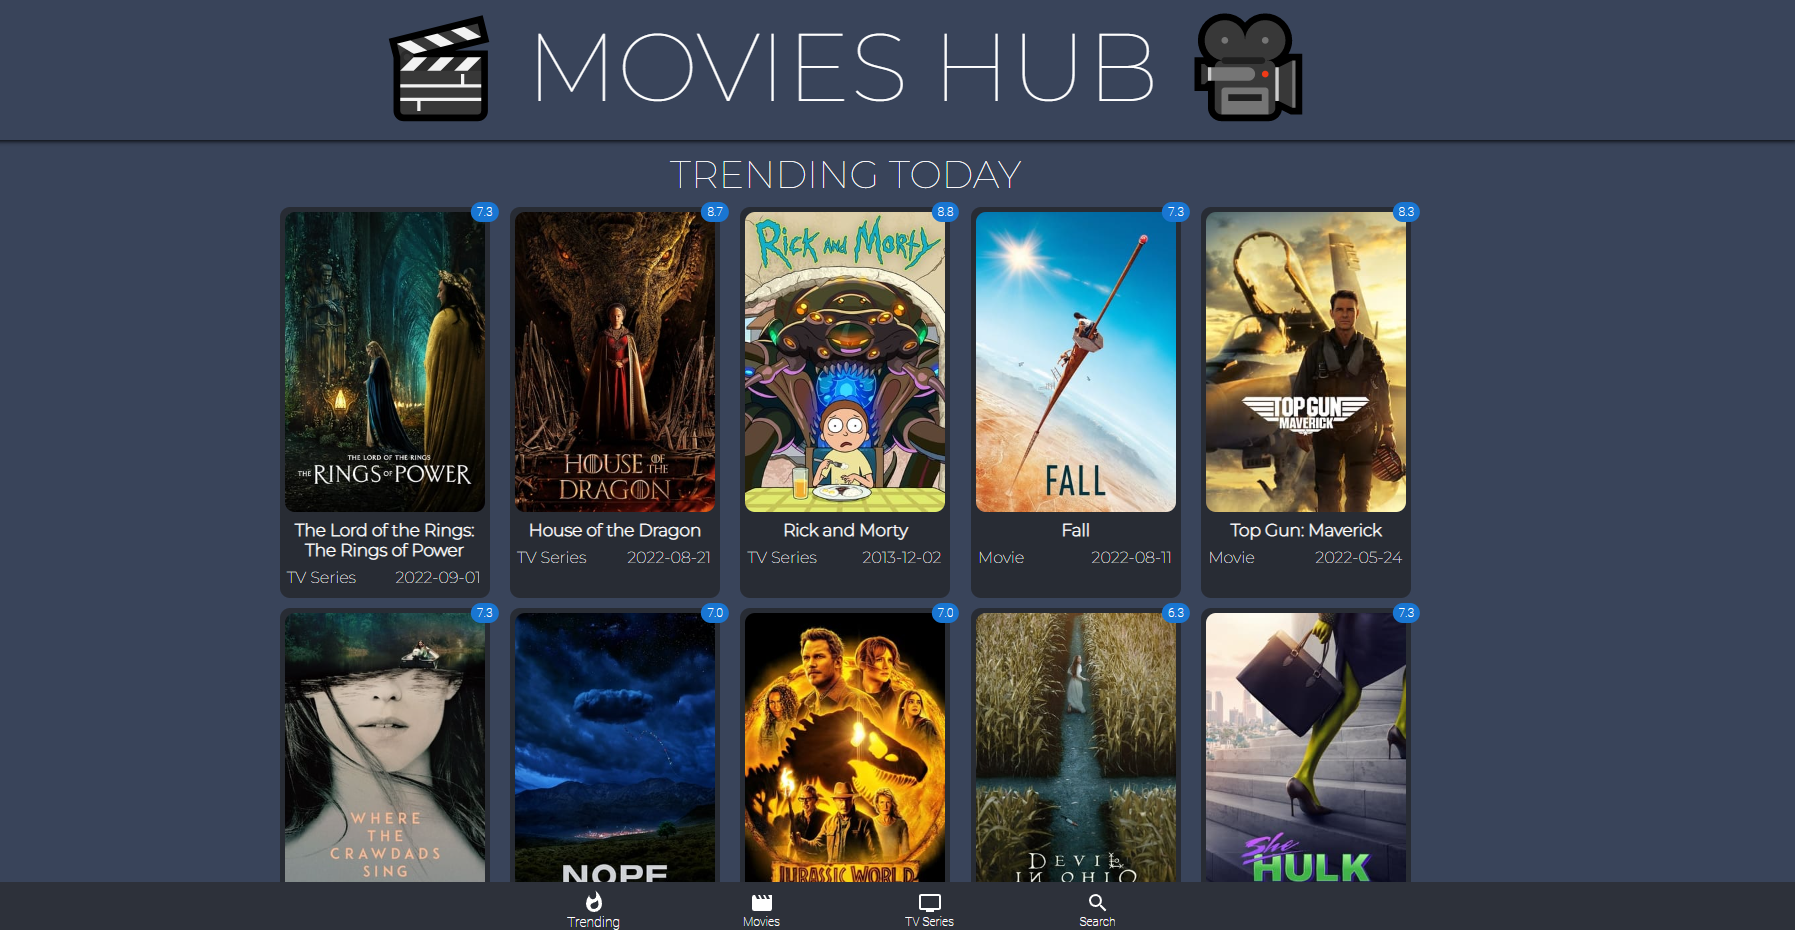 MOVIES HUB
TRENDING TODAY
7.3
8.7
8.8
7.3
8.3
THE LORD OF THE RINGS
THE RINGS OF POWER
HOUSE OF THE
DRAGON
RICK AND MORTY
FALL
TOP GUN
MAVERICK
The Lord of the Rings:
The Rings of Power
TV Series 2022-09-01
House of the Dragon
TV Series 2022-08-21
Rick and Morty
TV Series 2013-12-02
Fall
Movie 2022-08-11
Top Gun: Maverick
Movie 2022-05-24
7.3
7.0
7.0
6.3
7.3
WHERE
THE
CRAWDADS
SING
NOPE
JURASSIC WORLD
DEVIL
IN OHIO
She
HULK
Trending
Movies
TV Series
Search